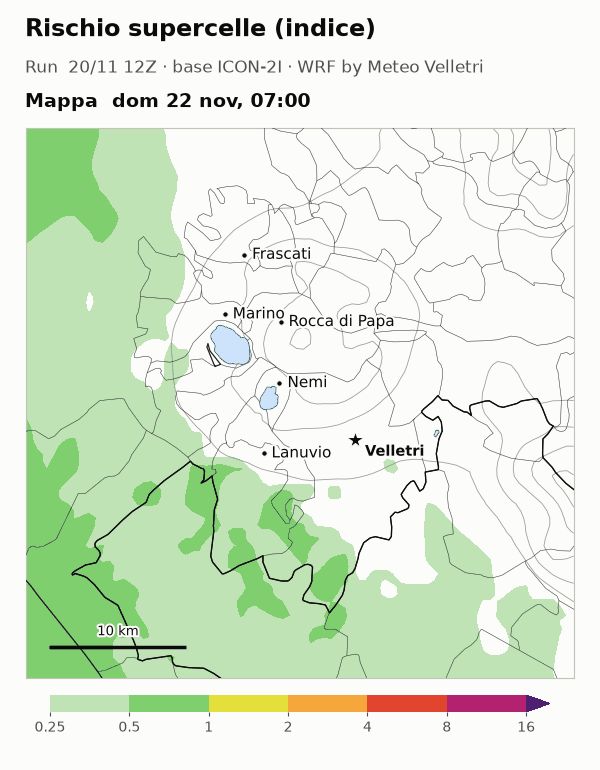 Rischio supercelle (indice)
Run  20/11 12Z · base ICON-2I · WRF by Meteo Velletri
Mappa  dom 22 nov, 07:00
Frascati
Marino
Rocca di Papa
Nemi
Velletri
Lanuvio
10 km
0.25 0.5 1 2 4 8 16